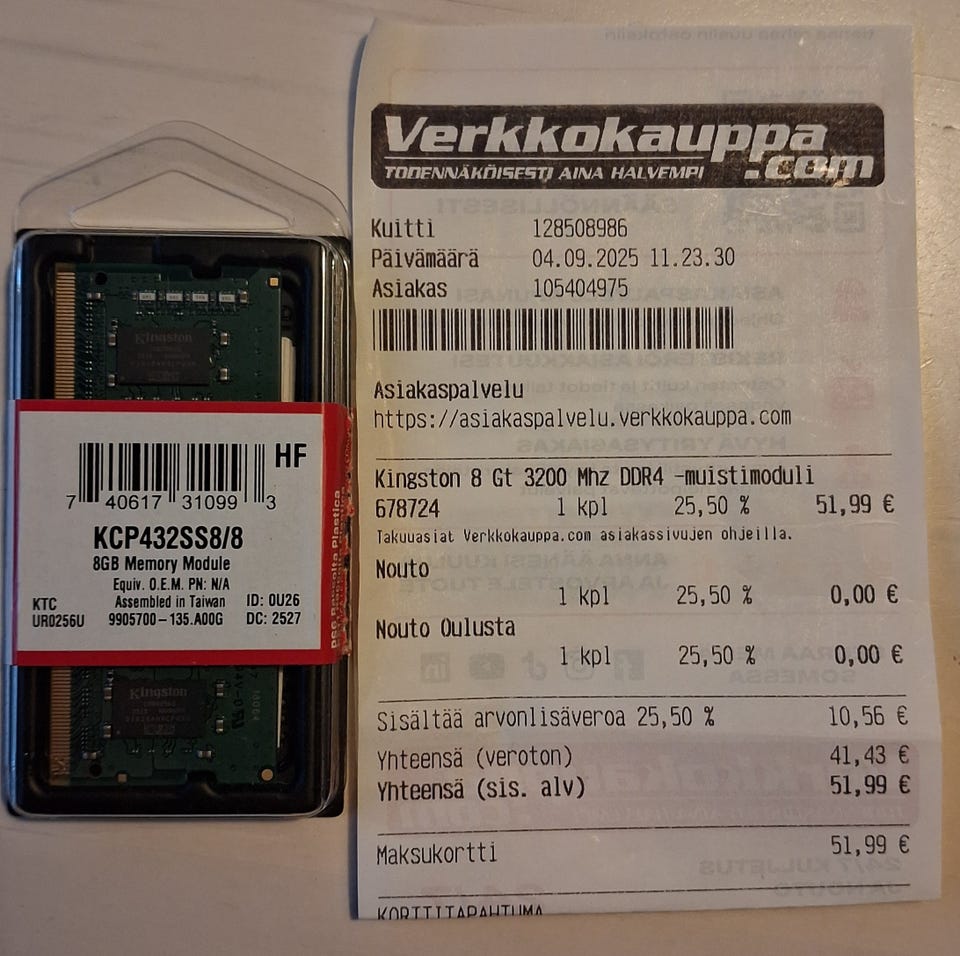 Kingston
HF
7 40617 31099 3
KCP432SS8/8
8GB Memory Module
Equiv. O.E.M. PN: N/A
KTC Assembled in Taiwan ID: 0U26
UR0256U 9905700-135.A00G DC: 2527
PS6 Raccolta Plastica
Kingston
Verkkokauppa
.com
TODENNÄKÖISESTI AINA HALVEMPI
Kuitti 128508986
Päivämäärä 04.09.2025 11.23.30
Asiakas 105404975
Asiakaspalvelu
https://asiakaspalvelu.verkkokauppa.com
Kingston 8 Gt 3200 Mhz DDR4 -muistimoduli
678724 1 kpl 25,50 % 51,99 €
Takuuasiat Verkkokauppa.com asiakassivujen ohjeilla.
Nouto
1 kpl 25,50 % 0,00 €
Nouto Oulusta
1 kpl 25,50 % 0,00 €
Sisältää arvonlisäveroa 25,50 % 10,56 €
Yhteensä (veroton) 41,43 €
Yhteensä (sis. alv) 51,99 €
Maksukortti 51,99 €
KORTTITAPAHTUMA